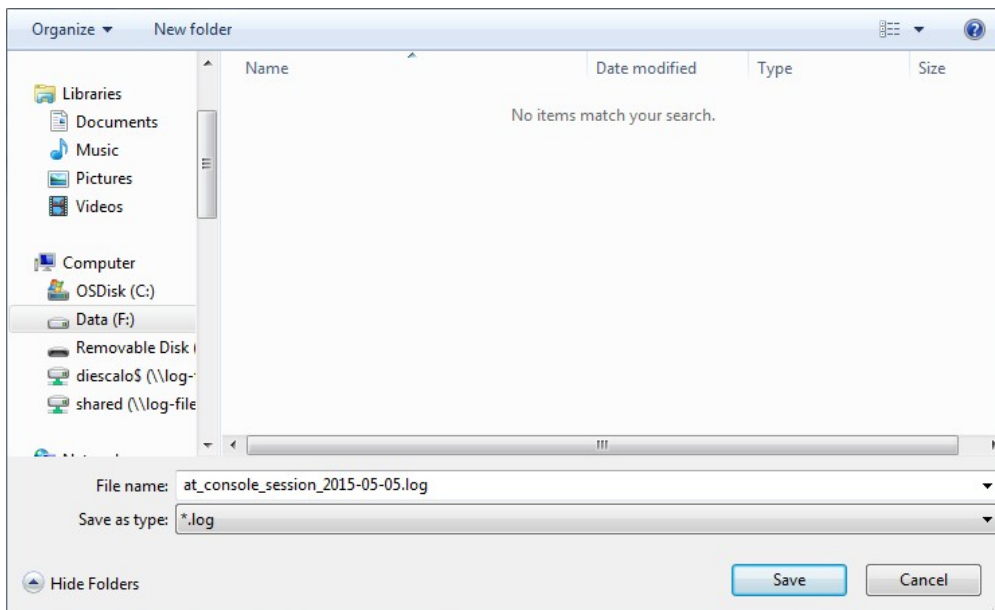 Organize New folder
Name Date modified Type Size
No items match your search.
Libraries
Documents
Music
Pictures
Videos
Computer
OSDisk (C:)
Data (F:)
Removable Disk (
diescalo$ (\\log-
shared (\\log-file
File name: at_console_session_2015-05-05.log
Save as type: *.log
Hide Folders Save Cancel